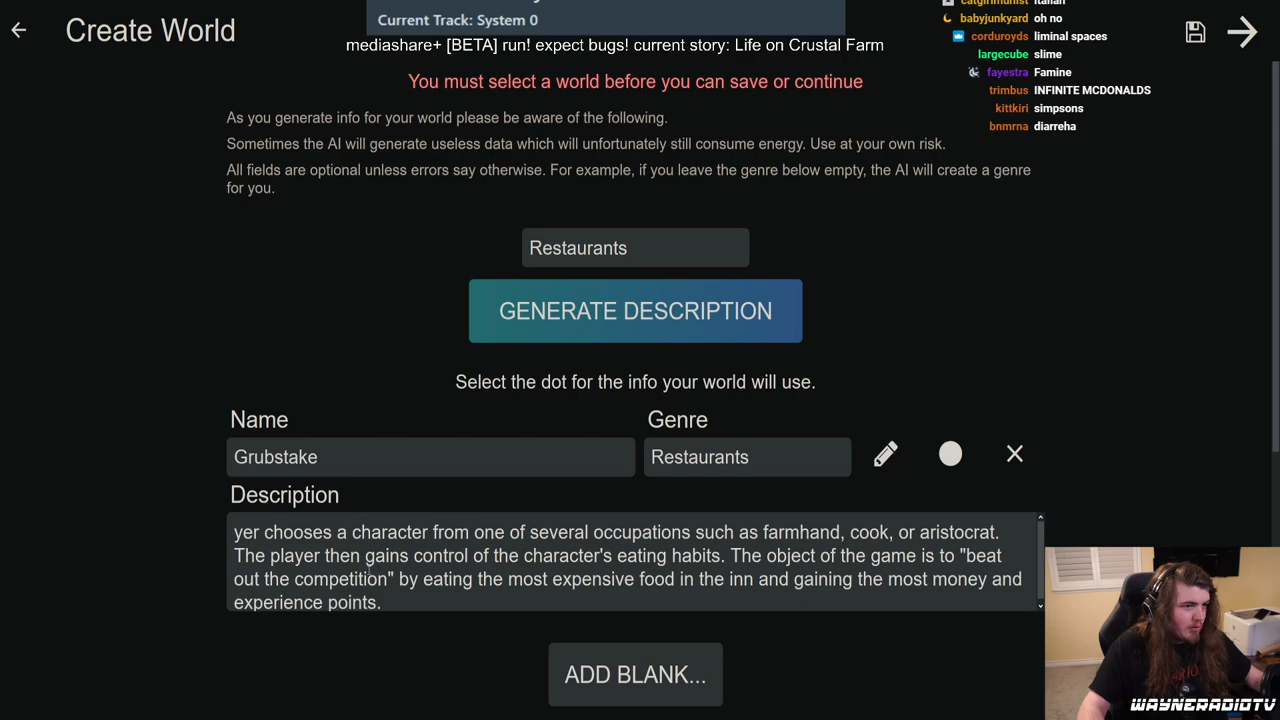 Create World
Current Track: System 0
mediashare+ [BETA] run! expect bugs! current story: Life on Crustal Farm
You must select a world before you can save or continue
As you generate info for your world please be aware of the following.
Sometimes the AI will generate useless data which will unfortunately still consume energy. Use at your own risk.
All fields are optional unless errors say otherwise. For example, if you leave the genre below empty, the AI will create a genre
for you.
catgirlhunist italian
babyjunkyard oh no
corduroyds liminal spaces
largecube slime
fayestra Famine
trimbus INFINITE MCDONALDS
kittkiri simpsons
bnmrna diarreha
Restaurants
GENERATE DESCRIPTION
Select the dot for the info your world will use.
Name
Genre
Grubstake
Restaurants
Description
yer chooses a character from one of several occupations such as farmhand, cook, or aristocrat.
The player then gains control of the character's eating habits. The object of the game is to "beat
out the competition" by eating the most expensive food in the inn and gaining the most money and
experience points.
ADD BLANK...
WAYNERADIOTV